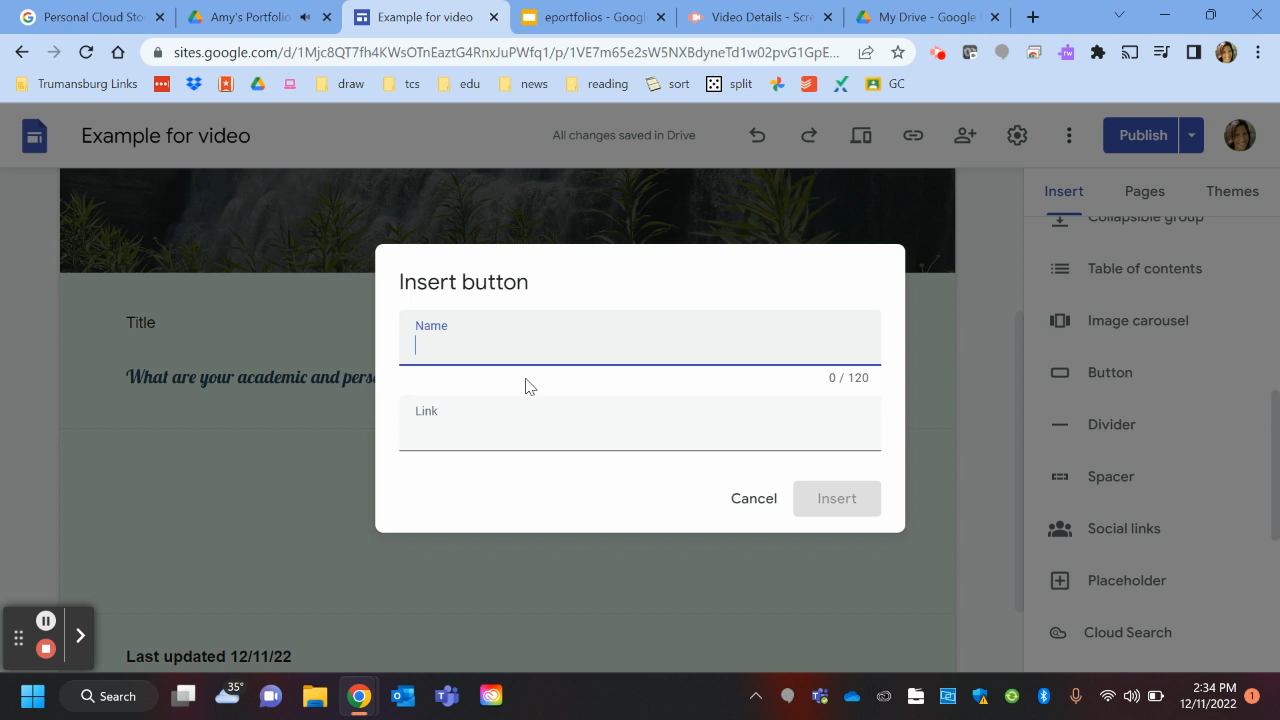 Personal Cloud Sto
Amy's Portfolio
Example for video
eportfolios - Goog
Video Details - Scre
My Drive - Google
sites.google.com/d/1Mjc8QT7fh4KWsOTnEaztG4RnxJuPWfq1/p/1VE7m65e2sW5NXBdyneTd1w02pvG1GpE...
Trumansburg Links
draw
tcs
edu
news
reading
sort
split
GC
Example for video
All changes saved in Drive
Publish
Insert
Pages
Themes
Collapsible group
Table of contents
Image carousel
Button
Divider
Spacer
Social links
Placeholder
Cloud Search
Title
What are your academic and pers
Insert button
Name
0 / 120
Link
Cancel
Insert
Last updated 12/11/22
Search
35°
2:34 PM
12/11/2022
1